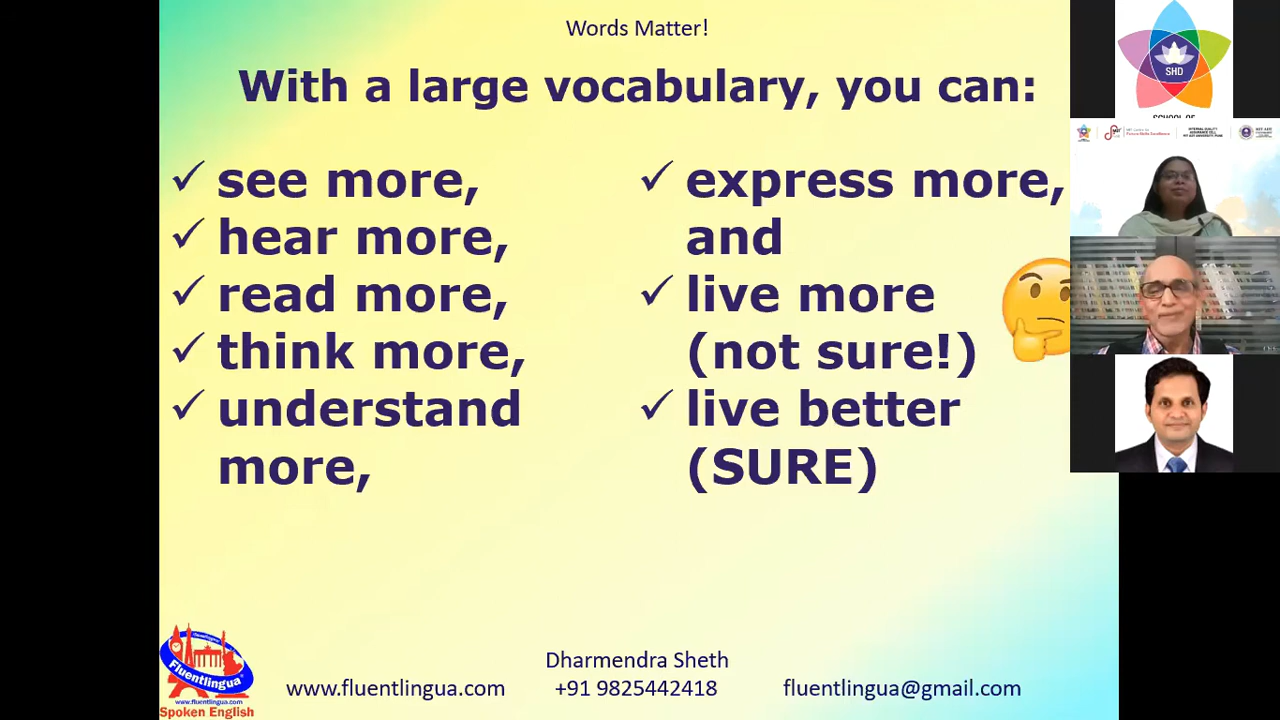 Words Matter!
With a large vocabulary, you can:
see more,
hear more,
read more,
think more,
understand
more,
express more,
and
live more
(not sure!)
live better
(SURE)
Fluentlingua
www.fluentlingua.com
Spoken English
Dharmendra Sheth
www.fluentlingua.com +91 9825442418 fluentlingua@gmail.com
SHD
SCHOOL OF